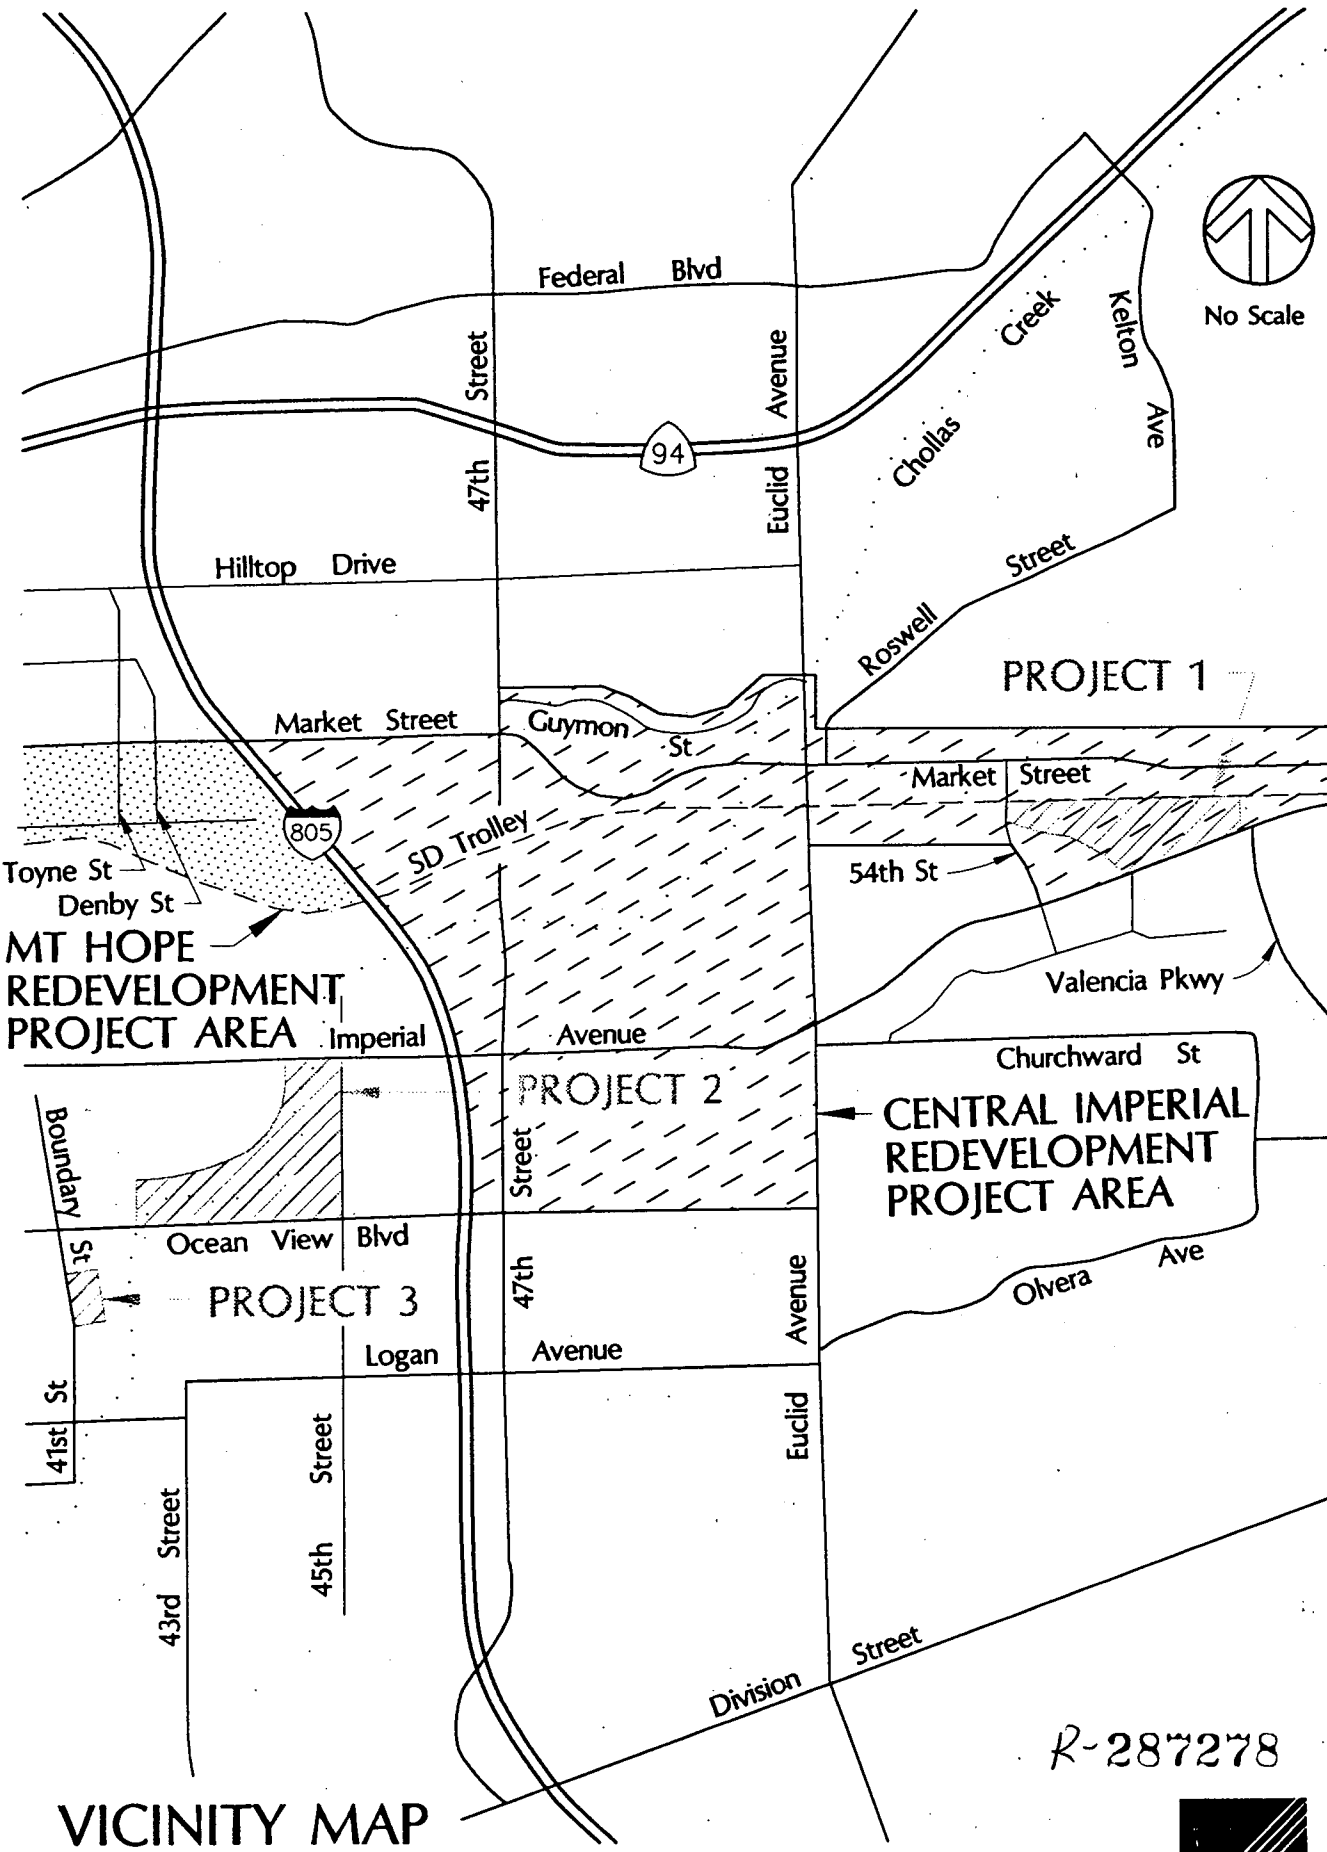 Federal Blvd
No Scale
Creek
Kelton
Street
Avenue
Ave
94
Chollas
47th
Euclid
Hilltop Drive
Street
Roswell
PROJECT 1
Market Street
Guymon
St
Market Street
805
SD Trolley
Toyne St
54th St
Denby St
MT HOPE
REDEVELOPMENT
PROJECT AREA
Valencia Pkwy
Imperial Avenue
Churchward St
PROJECT 2
CENTRAL IMPERIAL
REDEVELOPMENT
PROJECT AREA
Boundary St
Street
Ocean View Blvd
47th
Avenue
Olvera Ave
PROJECT 3
Logan Avenue
41st St
Euclid
45th Street
43rd Street
Division Street
R-287278
VICINITY MAP